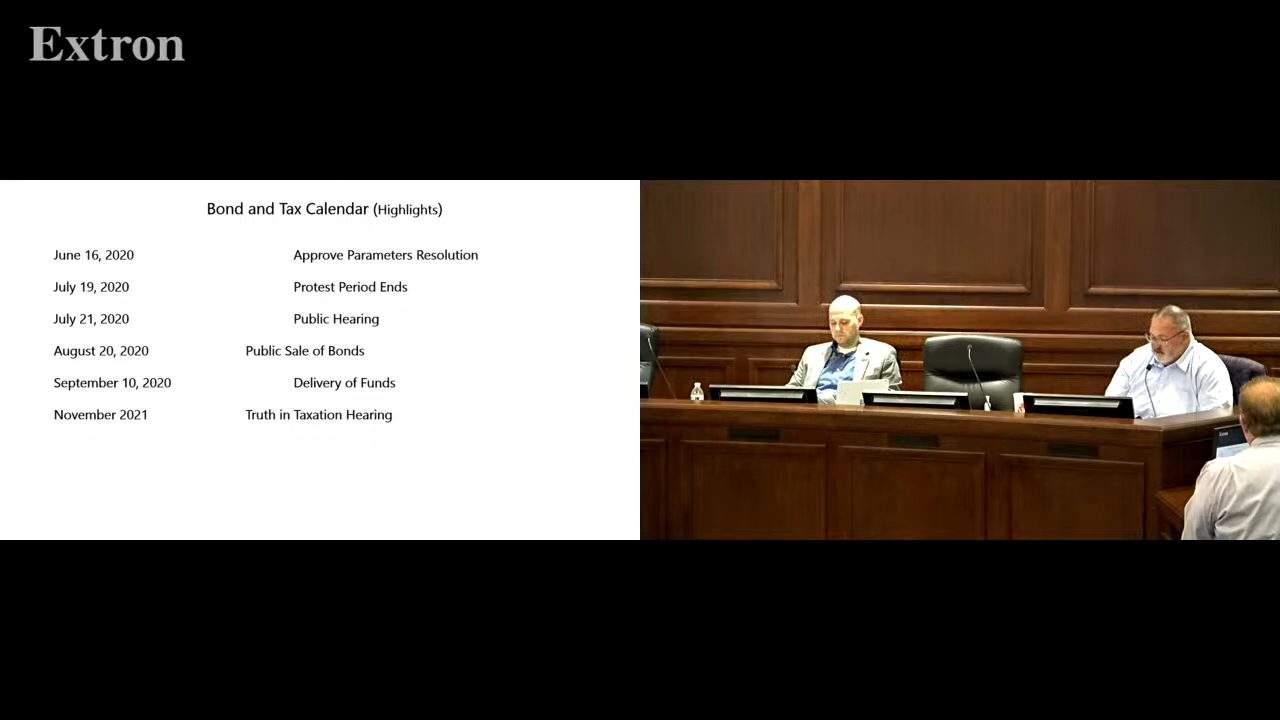 Extron
Bond and Tax Calendar (Highlights)
June 16, 2020 Approve Parameters Resolution
July 19, 2020 Protest Period Ends
July 21, 2020 Public Hearing
August 20, 2020 Public Sale of Bonds
September 10, 2020 Delivery of Funds
November 2021 Truth in Taxation Hearing